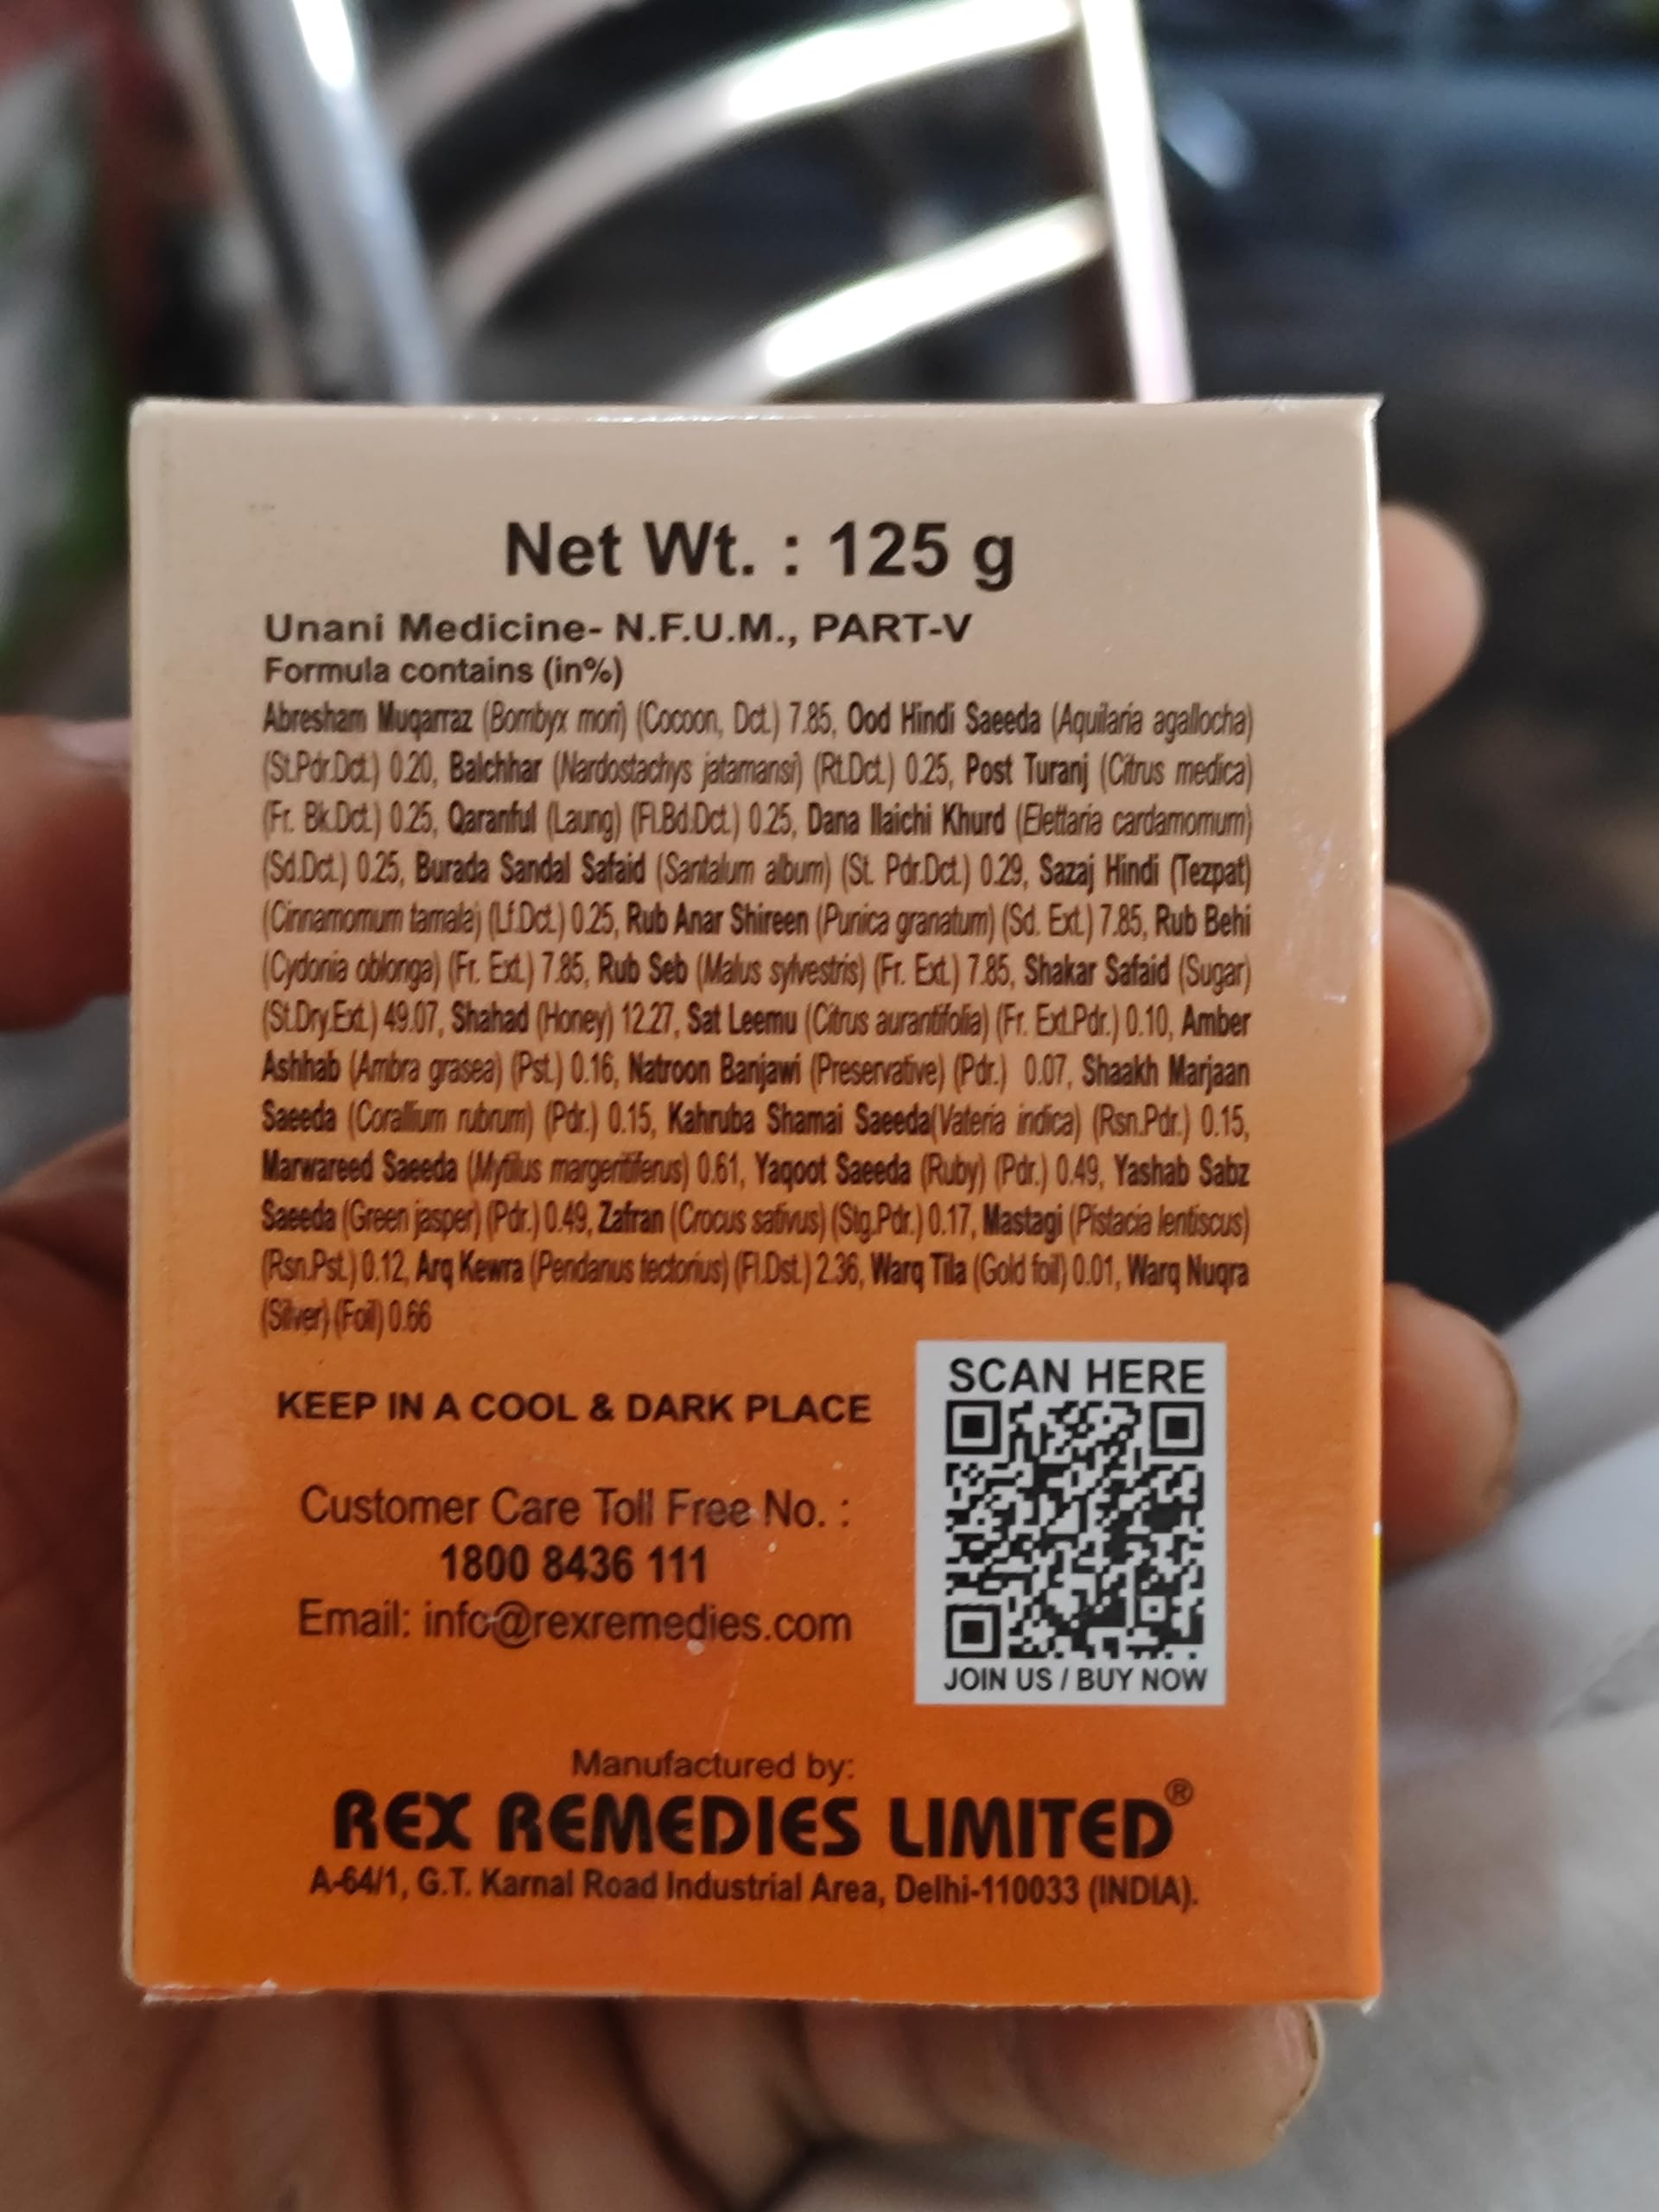 Net Wt. : 125 g
Unani Medicine- N.F.U.M., PART-V
Formula contains (in%)
Abresham Muqarraz (Bombyx mori) (Cocoon, Dct.) 7.85, Ood Hindi Saeeda (Aquilaria agallocha)
(St.Pdr.Dct.) 0.20, Balchhar (Nardostachys jatamansi) (Rt.Dct.) 0.25, Post Turanj (Citrus medica)
(Fr. Bk.Dct.) 0.25, Qaranful (Laung) (Fl.Bd.Dct.) 0.25, Dana Ilaichi Khurd (Elettaria cardamomum)
(Sd.Dct.) 0.25, Burada Sandal Safaid (Santalum album) (St. Pdr.Dct.) 0.29, Sazaj Hindi (Tezpat)
(Cinnamomum tamala) (Lf.Dct.) 0.25, Rub Anar Shireen (Punica granatum) (Sd. Ext.) 7.85, Rub Behi
(Cydonia oblonga) (Fr. Ext.) 7.85, Rub Seb (Malus sylvestris) (Fr. Ext.) 7.85, Shakar Safaid (Sugar)
(St.Dry.Ext.) 49.07, Shahad (Honey) 12.27, Sat Leemu (Citrus aurantifolia) (Fr. Ext.Pdr.) 0.10, Amber
Ashhab (Ambra grasea) (Pst.) 0.16, Natroon Banjawi (Preservative) (Pdr.) 0.07, Shaakh Marjaan
Saeeda (Corallium rubrum) (Pdr.) 0.15, Kahruba Shamai Saeeda(Vateria indica) (Rsn.Pdr.) 0.15,
Marwareed Saeeda (Mytilus margeritiferus) 0.61, Yaqoot Saeeda (Ruby) (Pdr.) 0.49, Yashab Sabz
Saeeda (Green jasper) (Pdr.) 0.49, Zafran (Crocus sativus) (Stg.Pdr.) 0.17, Mastagi (Pistacia lentiscus)
(Rsn.Pst.) 0.12, Arq Kewra (Pendanus tectorius) (Fl.Dst.) 2.36, Warq Tila (Gold foil) 0.01, Warq Nuqra
(Silver) (Foil) 0.66
KEEP IN A COOL & DARK PLACE
Customer Care Toll Free No. :
1800 8436 111
Email: info@rexremedies.com
SCAN HERE
JOIN US / BUY NOW
Manufactured by:
REX REMEDIES LIMITED®
A-64/1, G.T. Karnal Road Industrial Area, Delhi-110033 (INDIA).